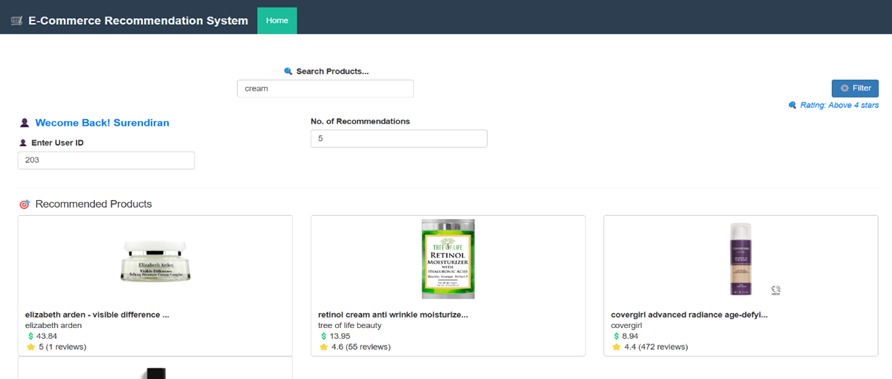 E-Commerce Recommendation System Home
Search Products...
cream
Filter
Rating: Above 4 stars
Wecome Back! Surendiran
Enter User ID
203
No. of Recommendations
5
Recommended Products
Elizabeth Arden
Visible Difference
elizabeth arden - visible difference ...
elizabeth arden
$ 43.84
5 (1 reviews)
TREE OF LIFE
RETINOL
MOISTURIZER
WITH
HYALURONIC ACID
retinol cream anti wrinkle moisturize...
tree of life beauty
$ 13.95
4.6 (55 reviews)
covergirl advanced radiance age-defyi...
covergirl
$ 8.94
4.4 (472 reviews)